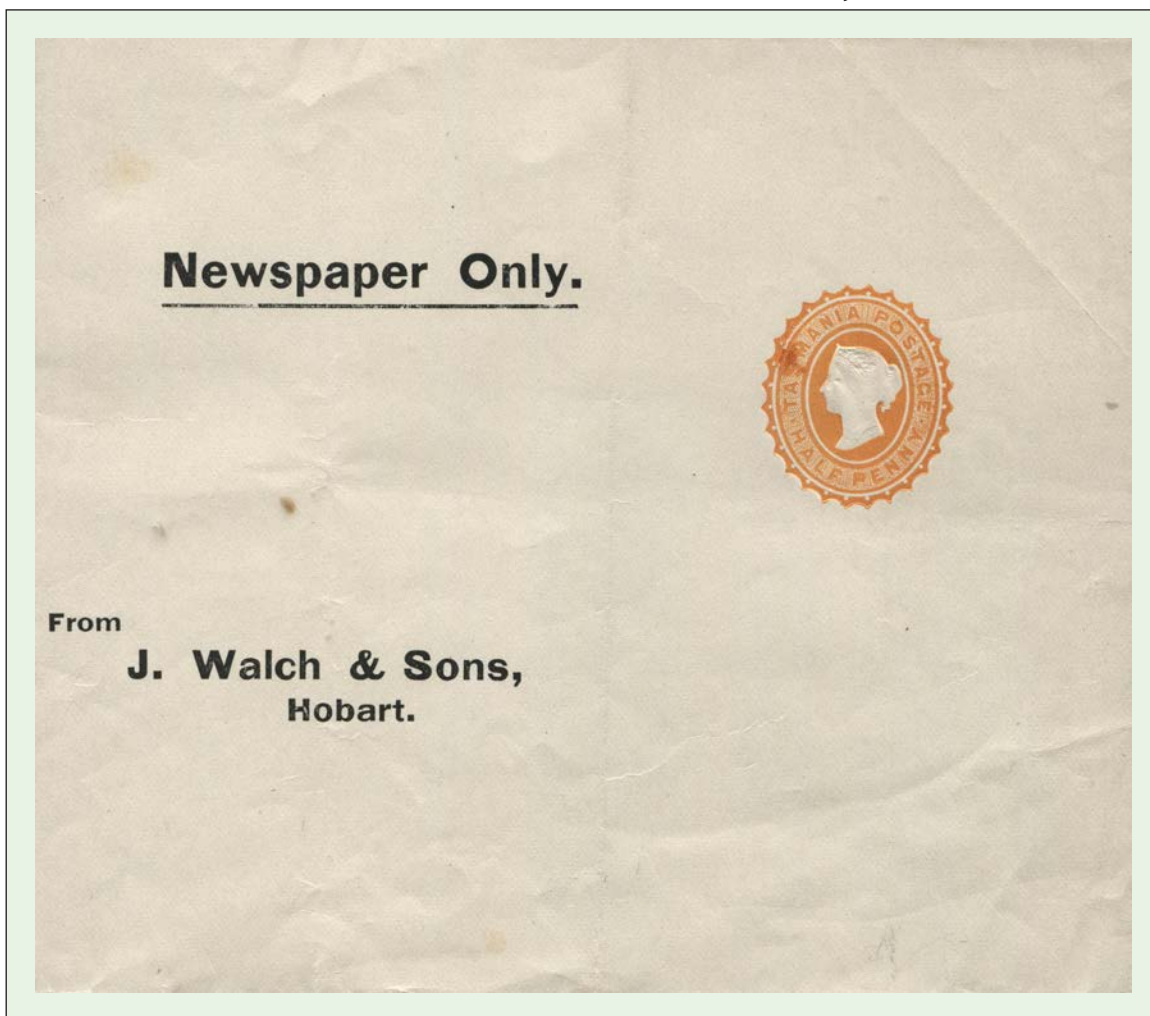 Newspaper Only.
TASMANIA POSTAGE
HALF PENNY
From
J. Walch & Sons,
Hobart.